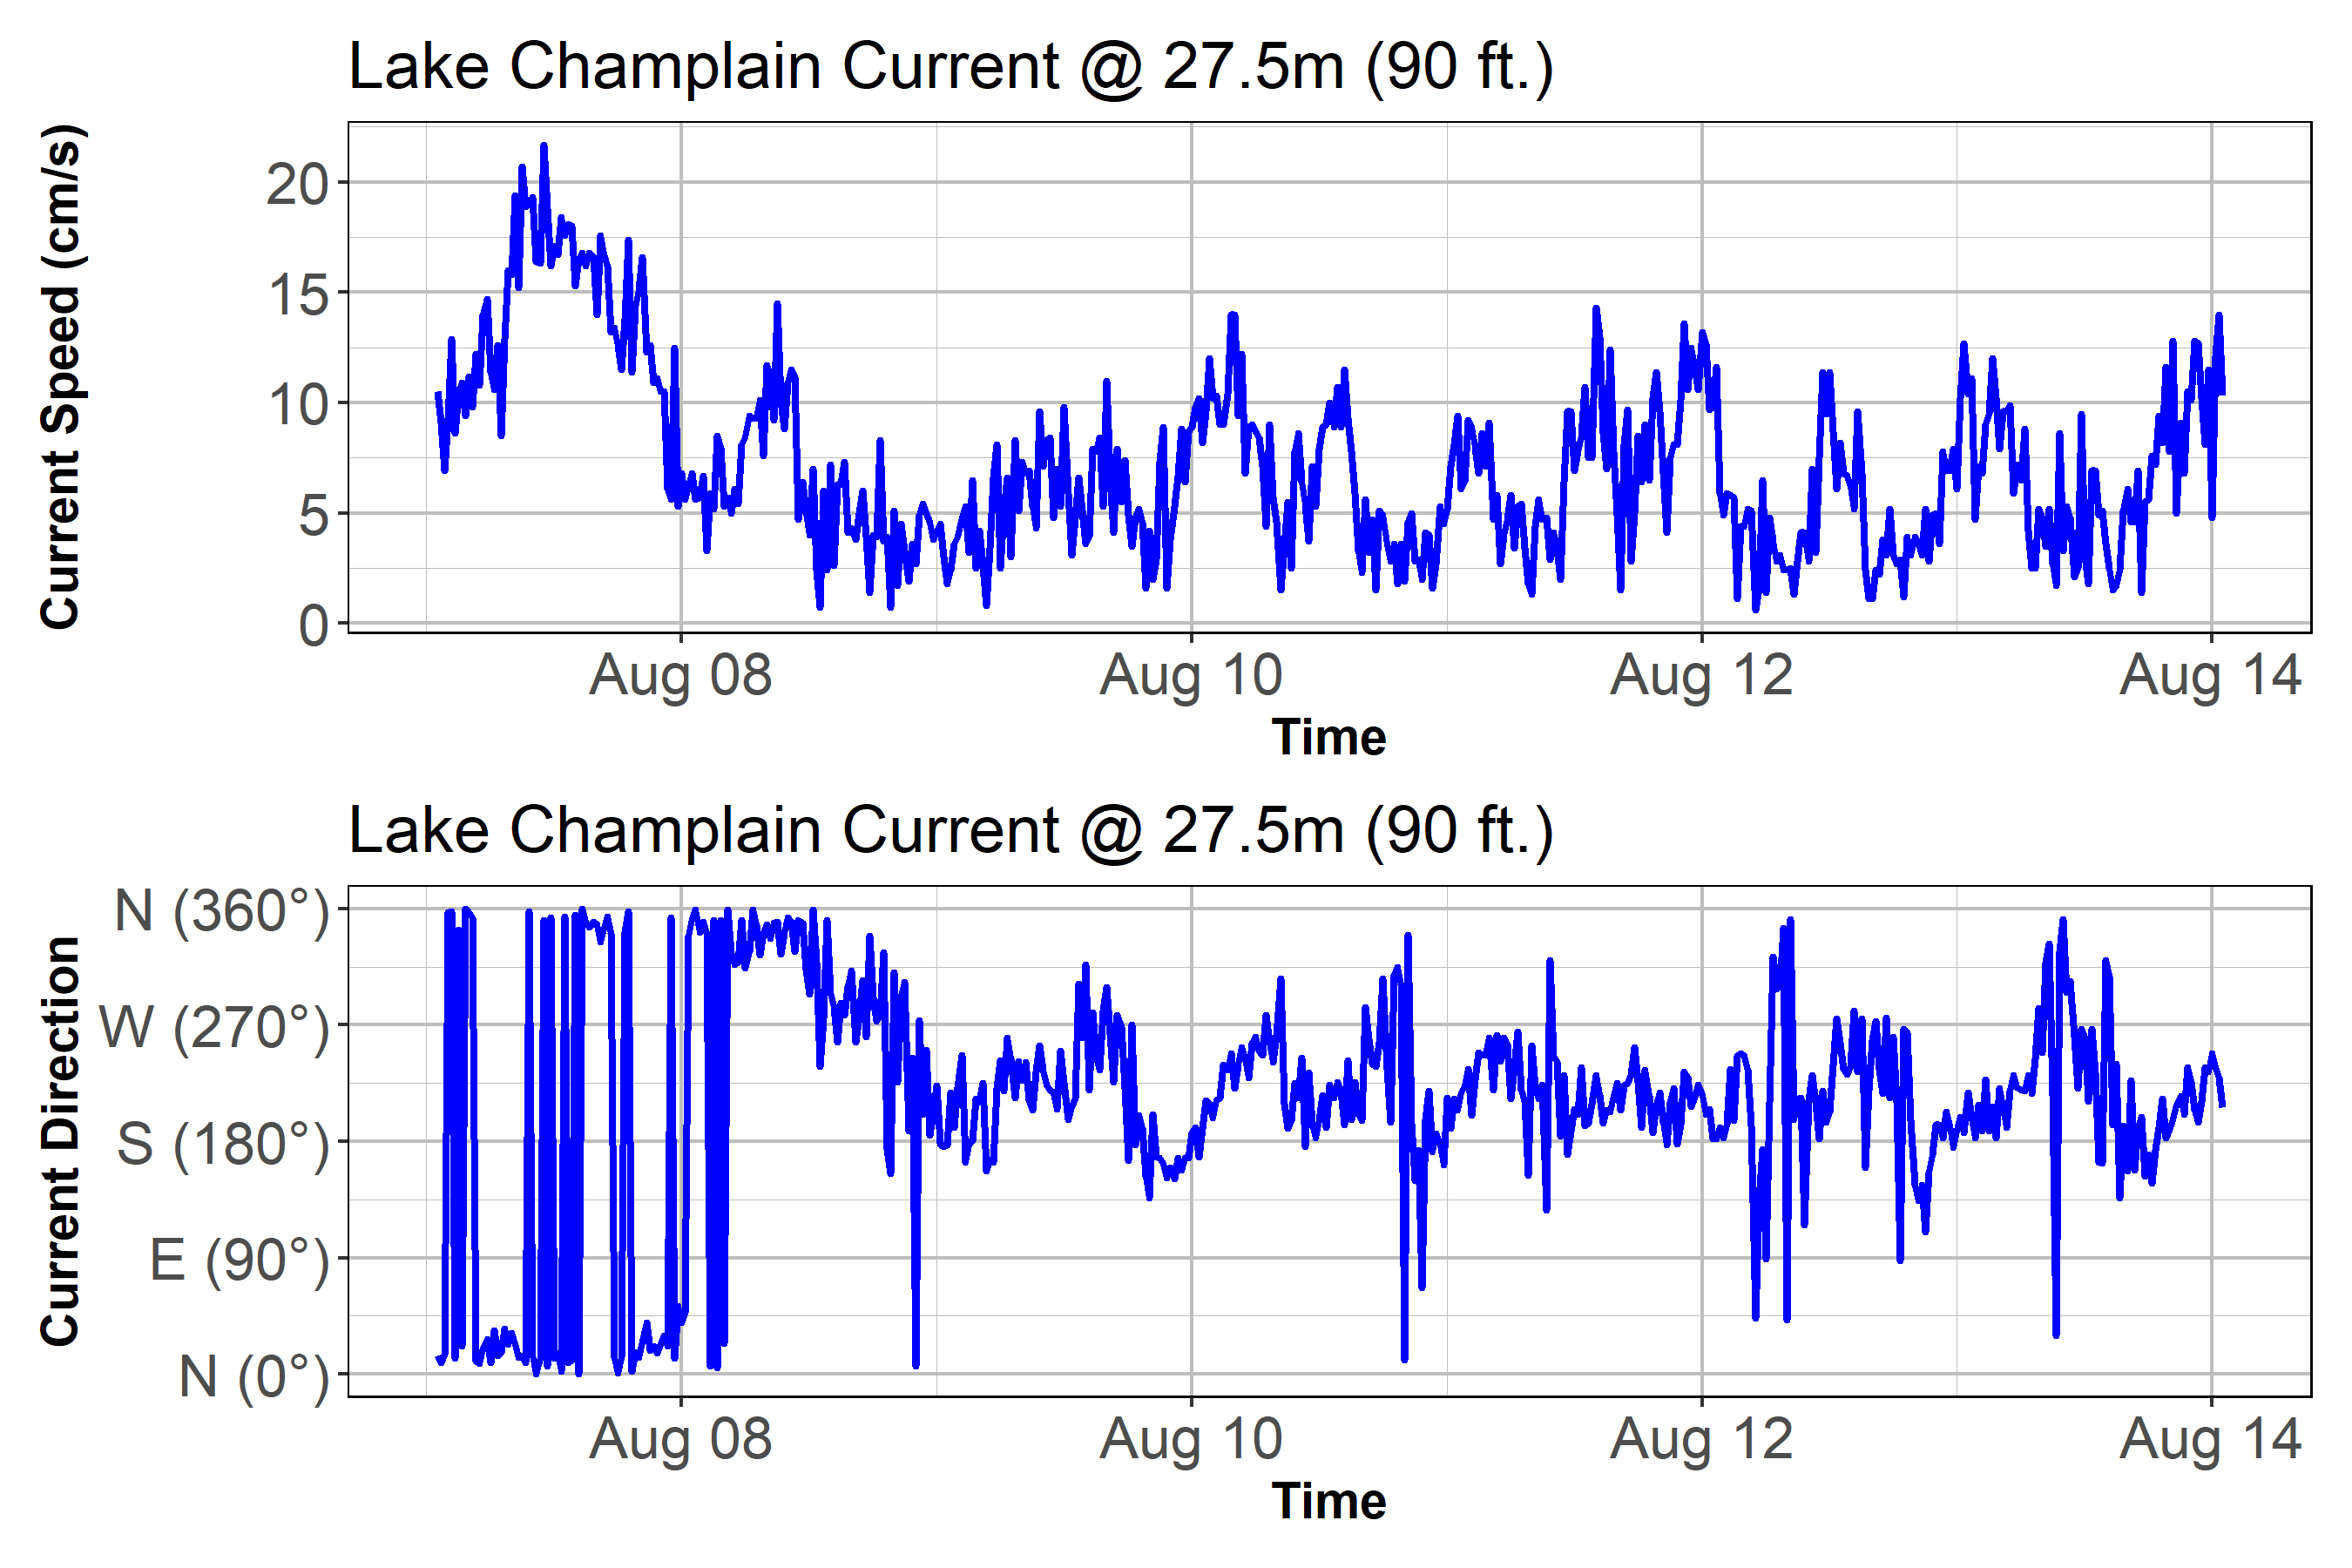 Lake Champlain Current @ 27.5m (90 ft.)
Current Speed (cm/s)
20
15
10
5
0
Aug 08 Aug 10 Aug 12 Aug 14
Time
Lake Champlain Current @ 27.5m (90 ft.)
Current Direction
N (360°)
W (270°)
S (180°)
E (90°)
N (0°)
Aug 08 Aug 10 Aug 12 Aug 14
Time